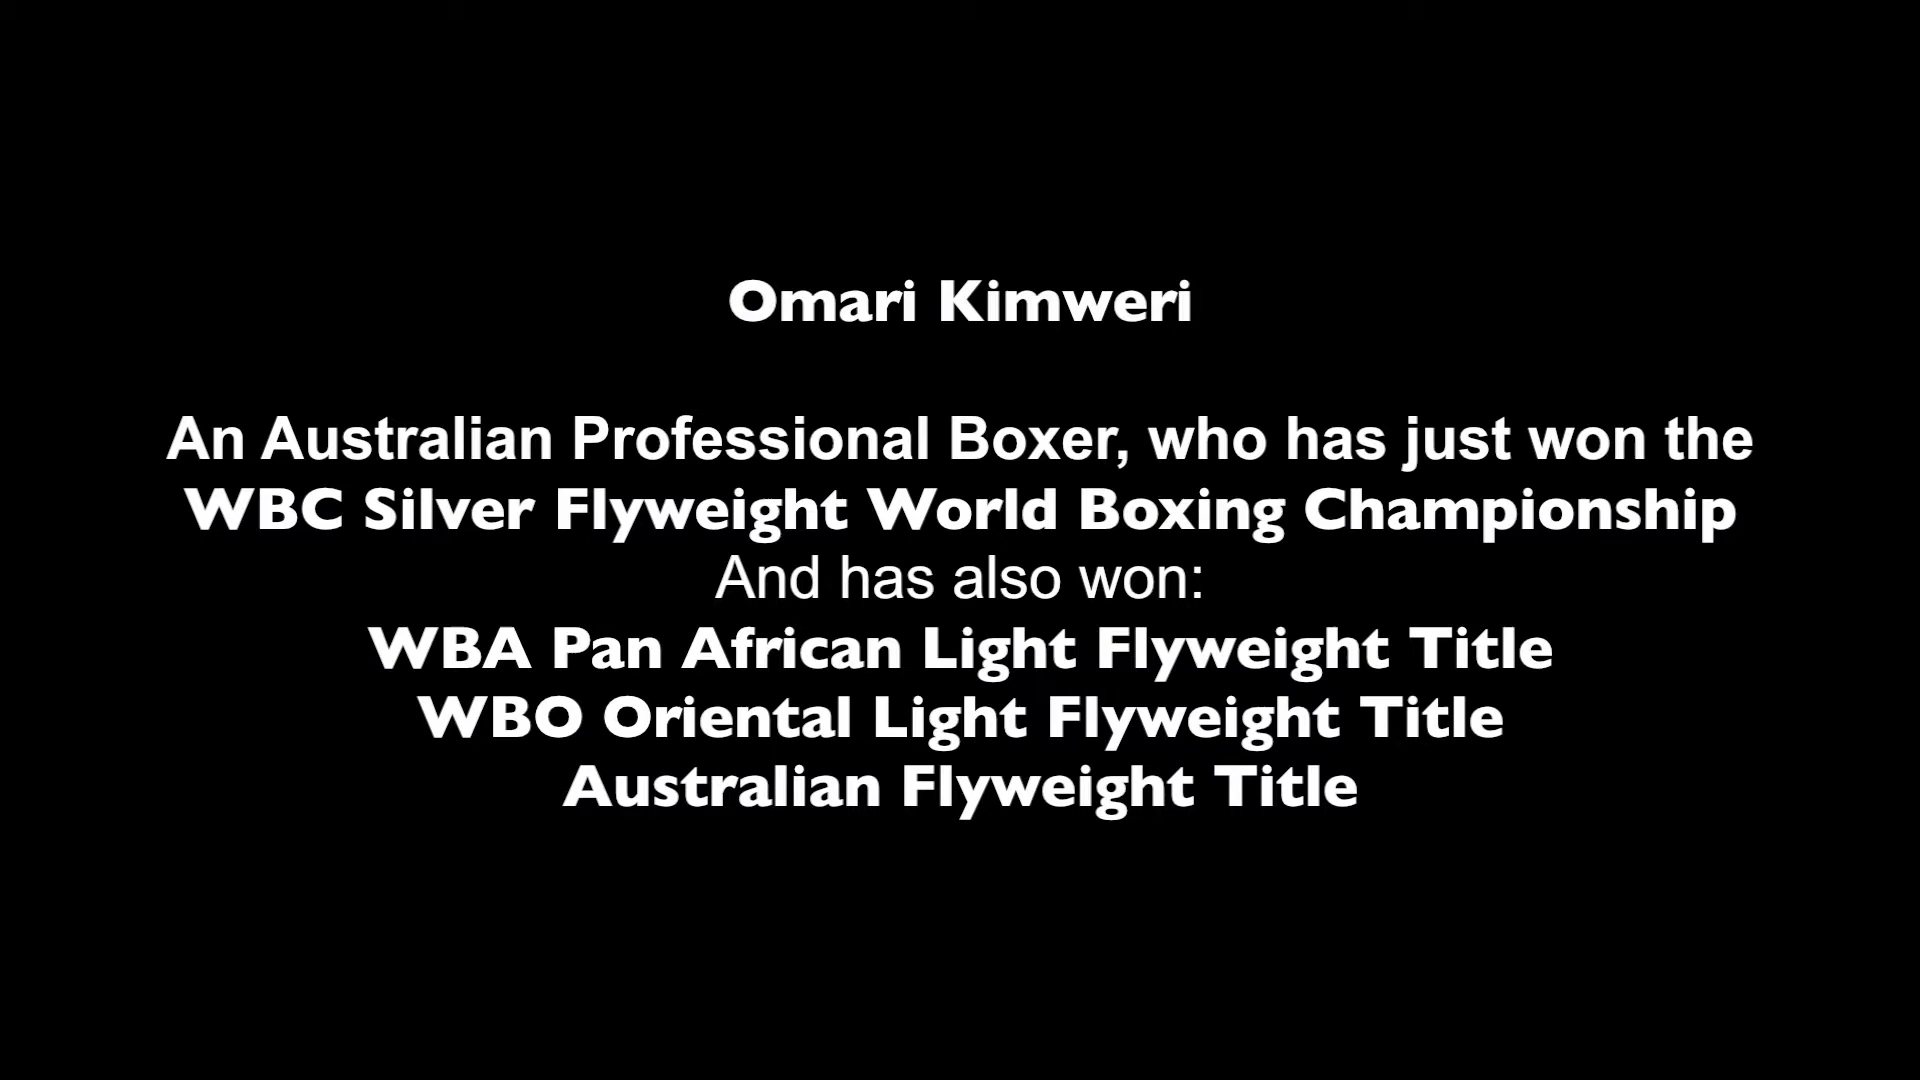 Omari Kimweri
An Australian Professional Boxer, who has just won the
WBC Silver Flyweight World Boxing Championship
And has also won:
WBA Pan African Light Flyweight Title
WBO Oriental Light Flyweight Title
Australian Flyweight Title